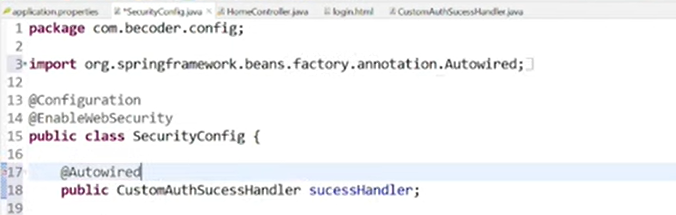 application.properties *SecurityConfig.java HomeController.java login.html CustomAuthSucessHandler.java
1 package com.becoder.config;
2
3 import org.springframework.beans.factory.annotation.Autowired;
12
13 @Configuration
14 @EnableWebSecurity
15 public class SecurityConfig {
16
17 @Autowired
18 public CustomAuthSucessHandler sucessHandler;
19